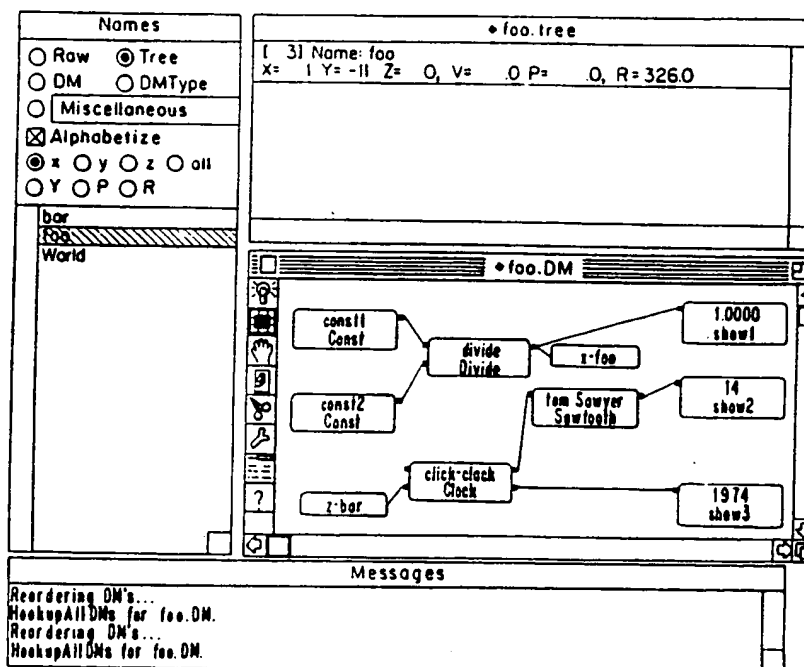 Names
Raw Tree
DM DMType
Miscellaneous
Alphabetize
x y z all
Y P R
bar
foo
World
foo.tree
[ 3] Name: foo
X= 1 Y= -11 Z= 0, V= .0 P= .0, R= 326.0
foo.DM
const1
Const
const2
Const
divide
Divide
x-foo
1.0000
show1
tom Sawyer
Sawtooth
14
show2
click-clack
Clock
z-bar
1974
show3
?
Messages
Reordering DM's...
HookupAllDMs for foo.DM.
Reordering DM's...
HookupAllDMs for foo.DM.